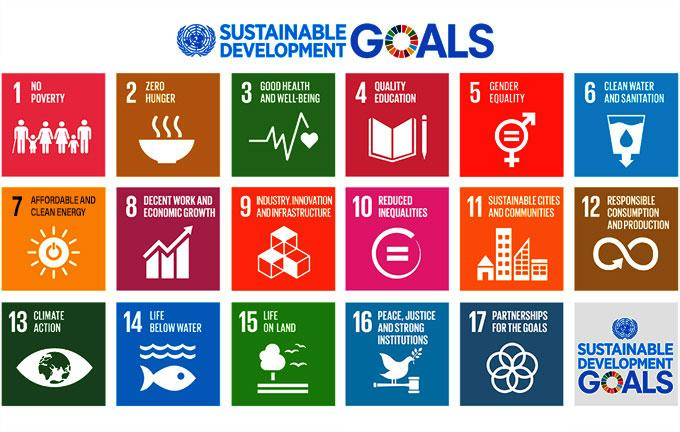 SUSTAINABLE
DEVELOPMENT
GOALS
1 NO
POVERTY
2 ZERO
HUNGER
3 GOOD HEALTH
AND WELL-BEING
4 QUALITY
EDUCATION
5 GENDER
EQUALITY
6 CLEAN WATER
AND SANITATION
7 AFFORDABLE AND
CLEAN ENERGY
8 DECENT WORK AND
ECONOMIC GROWTH
9 INDUSTRY, INNOVATION
AND INFRASTRUCTURE
10 REDUCED
INEQUALITIES
11 SUSTAINABLE CITIES
AND COMMUNITIES
12 RESPONSIBLE
CONSUMPTION
AND PRODUCTION
13 CLIMATE
ACTION
14 LIFE
BELOW WATER
15 LIFE
ON LAND
16 PEACE, JUSTICE
AND STRONG
INSTITUTIONS
17 PARTNERSHIPS
FOR THE GOALS
SUSTAINABLE
DEVELOPMENT
GOALS